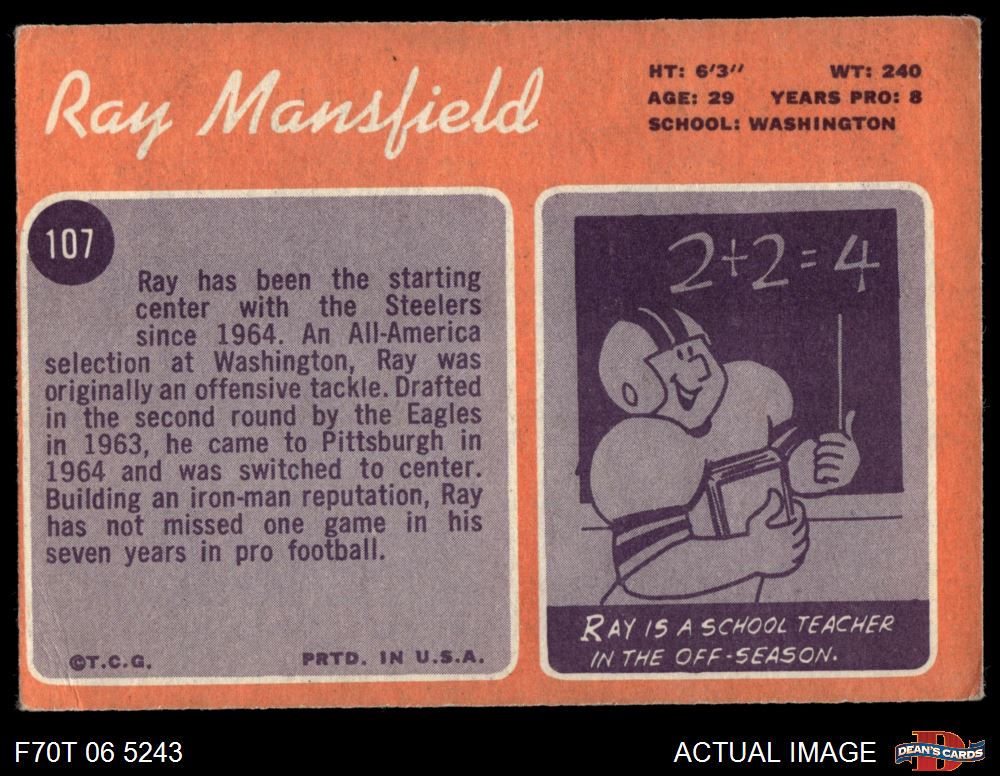 Ray Mansfield
HT: 6'3" WT: 240
AGE: 29 YEARS PRO: 8
SCHOOL: WASHINGTON
107
Ray has been the starting
center with the Steelers
since 1964. An All-America
selection at Washington, Ray was
originally an offensive tackle. Drafted
in the second round by the Eagles
in 1963, he came to Pittsburgh in
1964 and was switched to center.
Building an iron-man reputation, Ray
has not missed one game in his
seven years in pro football.
©T.C.G. PRTD. IN U.S.A.
2+2=4
RAY IS A SCHOOL TEACHER
IN THE OFF-SEASON.
F70T 06 5243
ACTUAL IMAGE
D
DEAN'S CARDS